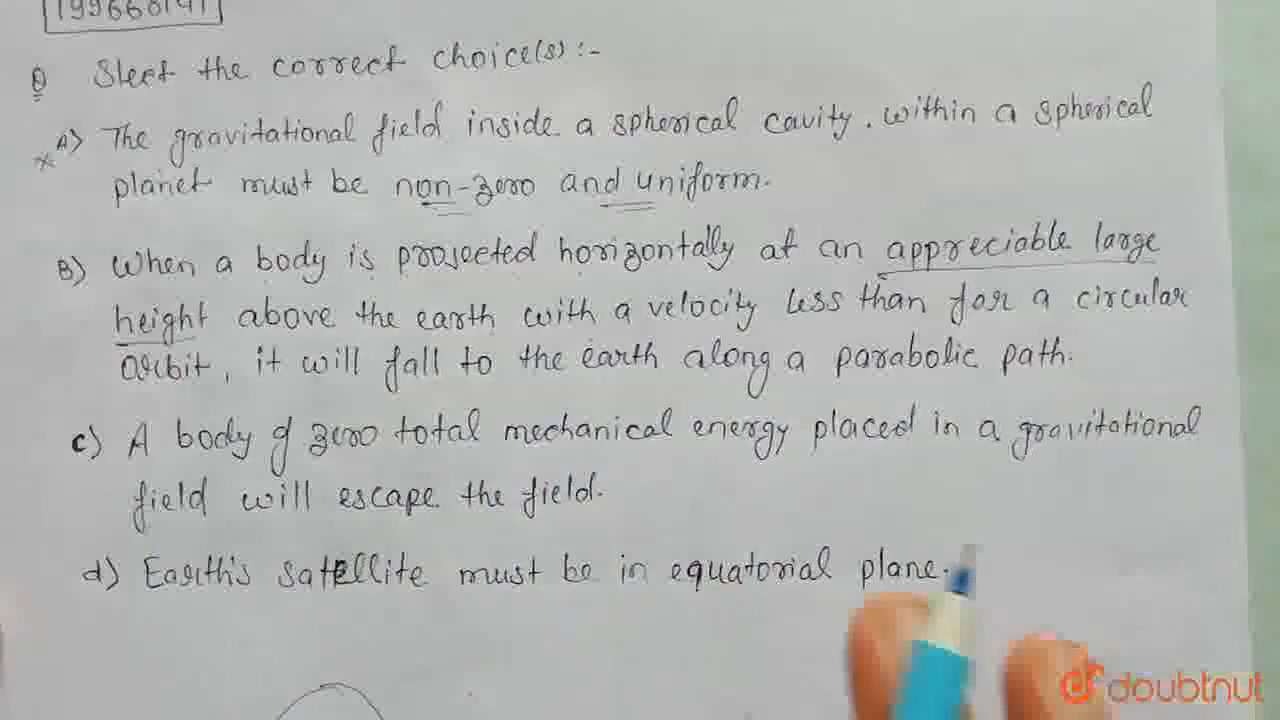 199666141
Q Slect the correct choice(s) :-
A) The gravitational field inside a spherical cavity, within a spherical
planet must be non-zero and uniform.
B) When a body is projected horizontally at an appreciable large
height above the earth with a velocity less than for a circular
orbit, it will fall to the earth along a parabolic path.
c) A body of zero total mechanical energy placed in a gravitational
field will escape the field.
d) Earth's satellite must be in equatorial plane.
doubtnut